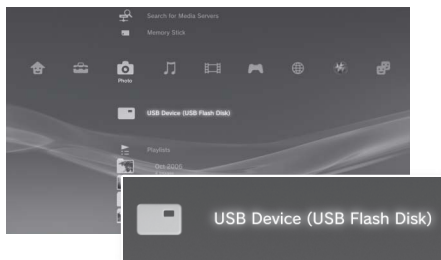 Search for Media Servers
Memory Stick
Photo
USB Device (USB Flash Disk)
Playlists
Oct 2006
USB Device (USB Flash Disk)